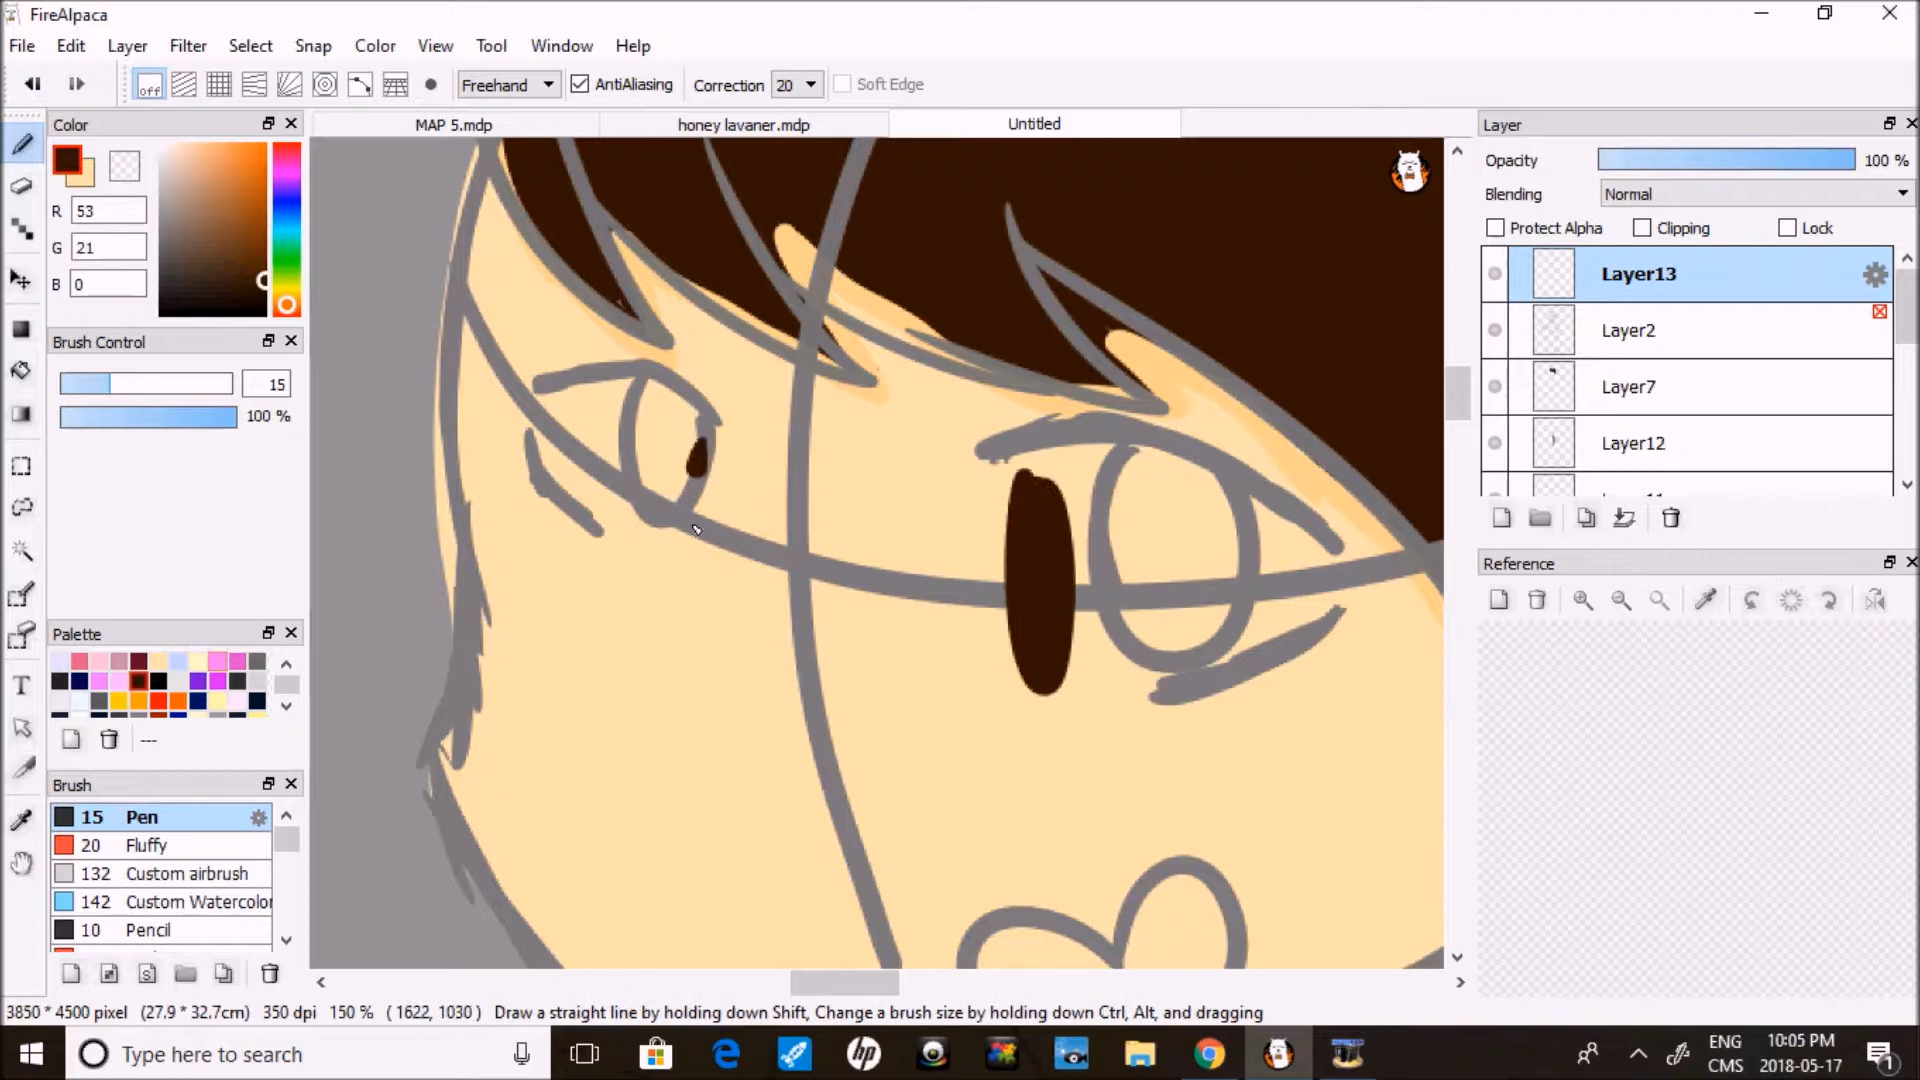 FireAlpaca
File Edit Layer Filter Select Snap Color View Tool Window Help
off Freehand AntiAliasing Correction 20 Soft Edge
Color
MAP 5.mdp honey lavaner.mdp Untitled
R 53
G 21
B 0
Brush Control
15
100 %
Palette
---
Brush
15 Pen
20 Fluffy
132 Custom airbrush
142 Custom Watercolor
10 Pencil
Layer
Opacity 100 %
Blending Normal
Protect Alpha Clipping Lock
Layer13
Layer2
Layer7
Layer12
Reference
3850 * 4500 pixel (27.9 * 32.7cm) 350 dpi 150 % ( 1622, 1030 ) Draw a straight line by holding down Shift, Change a brush size by holding down Ctrl, Alt, and dragging
Type here to search
ENG 10:05 PM
CMS 2018-05-17
1